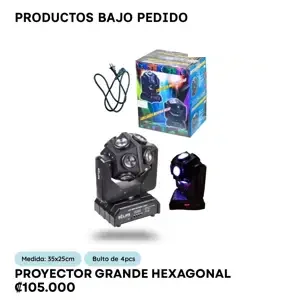 PRODUCTOS BAJO PEDIDO
Medida: 35x25cm
Bulto de 4pcs
PROYECTOR GRANDE HEXAGONAL
₡105.000